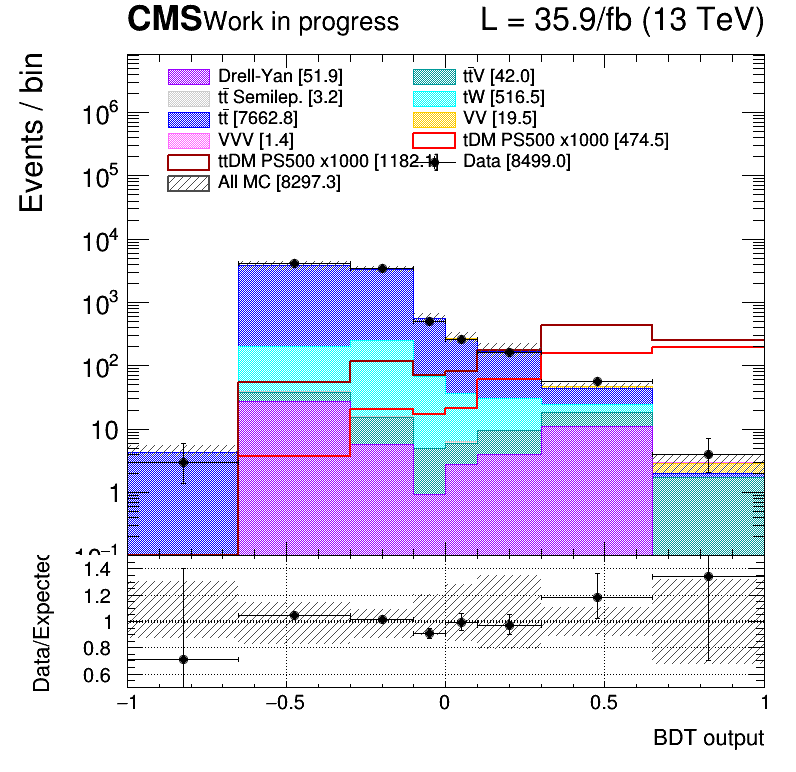 CMS Work in progress L = 35.9/fb (13 TeV)
Events / bin
Drell-Yan [51.9] tt̄V [42.0]
tt̄ Semilep. [3.2] tW [516.5]
tt̄ [7662.8] VV [19.5]
VVV [1.4] tDM PS500 x1000 [474.5]
ttDM PS500 x1000 [1182.1] Data [8499.0]
All MC [8297.3]
10⁶
10⁵
10⁴
10³
10²
10
1
10⁻¹
Data/Expected
1.4
1.2
1
0.8
0.6
−1 −0.5 0 0.5 1
BDT output